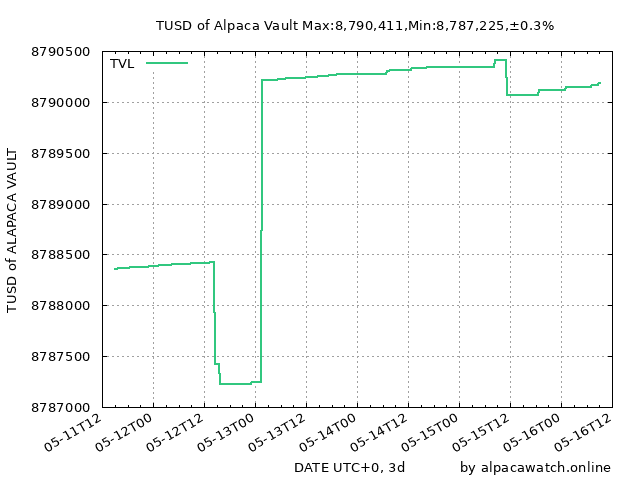 TUSD of Alpaca Vault Max:8,790,411,Min:8,787,225,±0.3%
TVL
8790500
8790000
8789500
8789000
8788500
8788000
8787500
8787000
TUSD of ALAPACA VAULT
05-11T12
05-12T00
05-12T12
05-13T00
05-13T12
05-14T00
05-14T12
05-15T00
05-15T12
05-16T00
05-16T12
DATE UTC+0, 3d
by alpacawatch.online